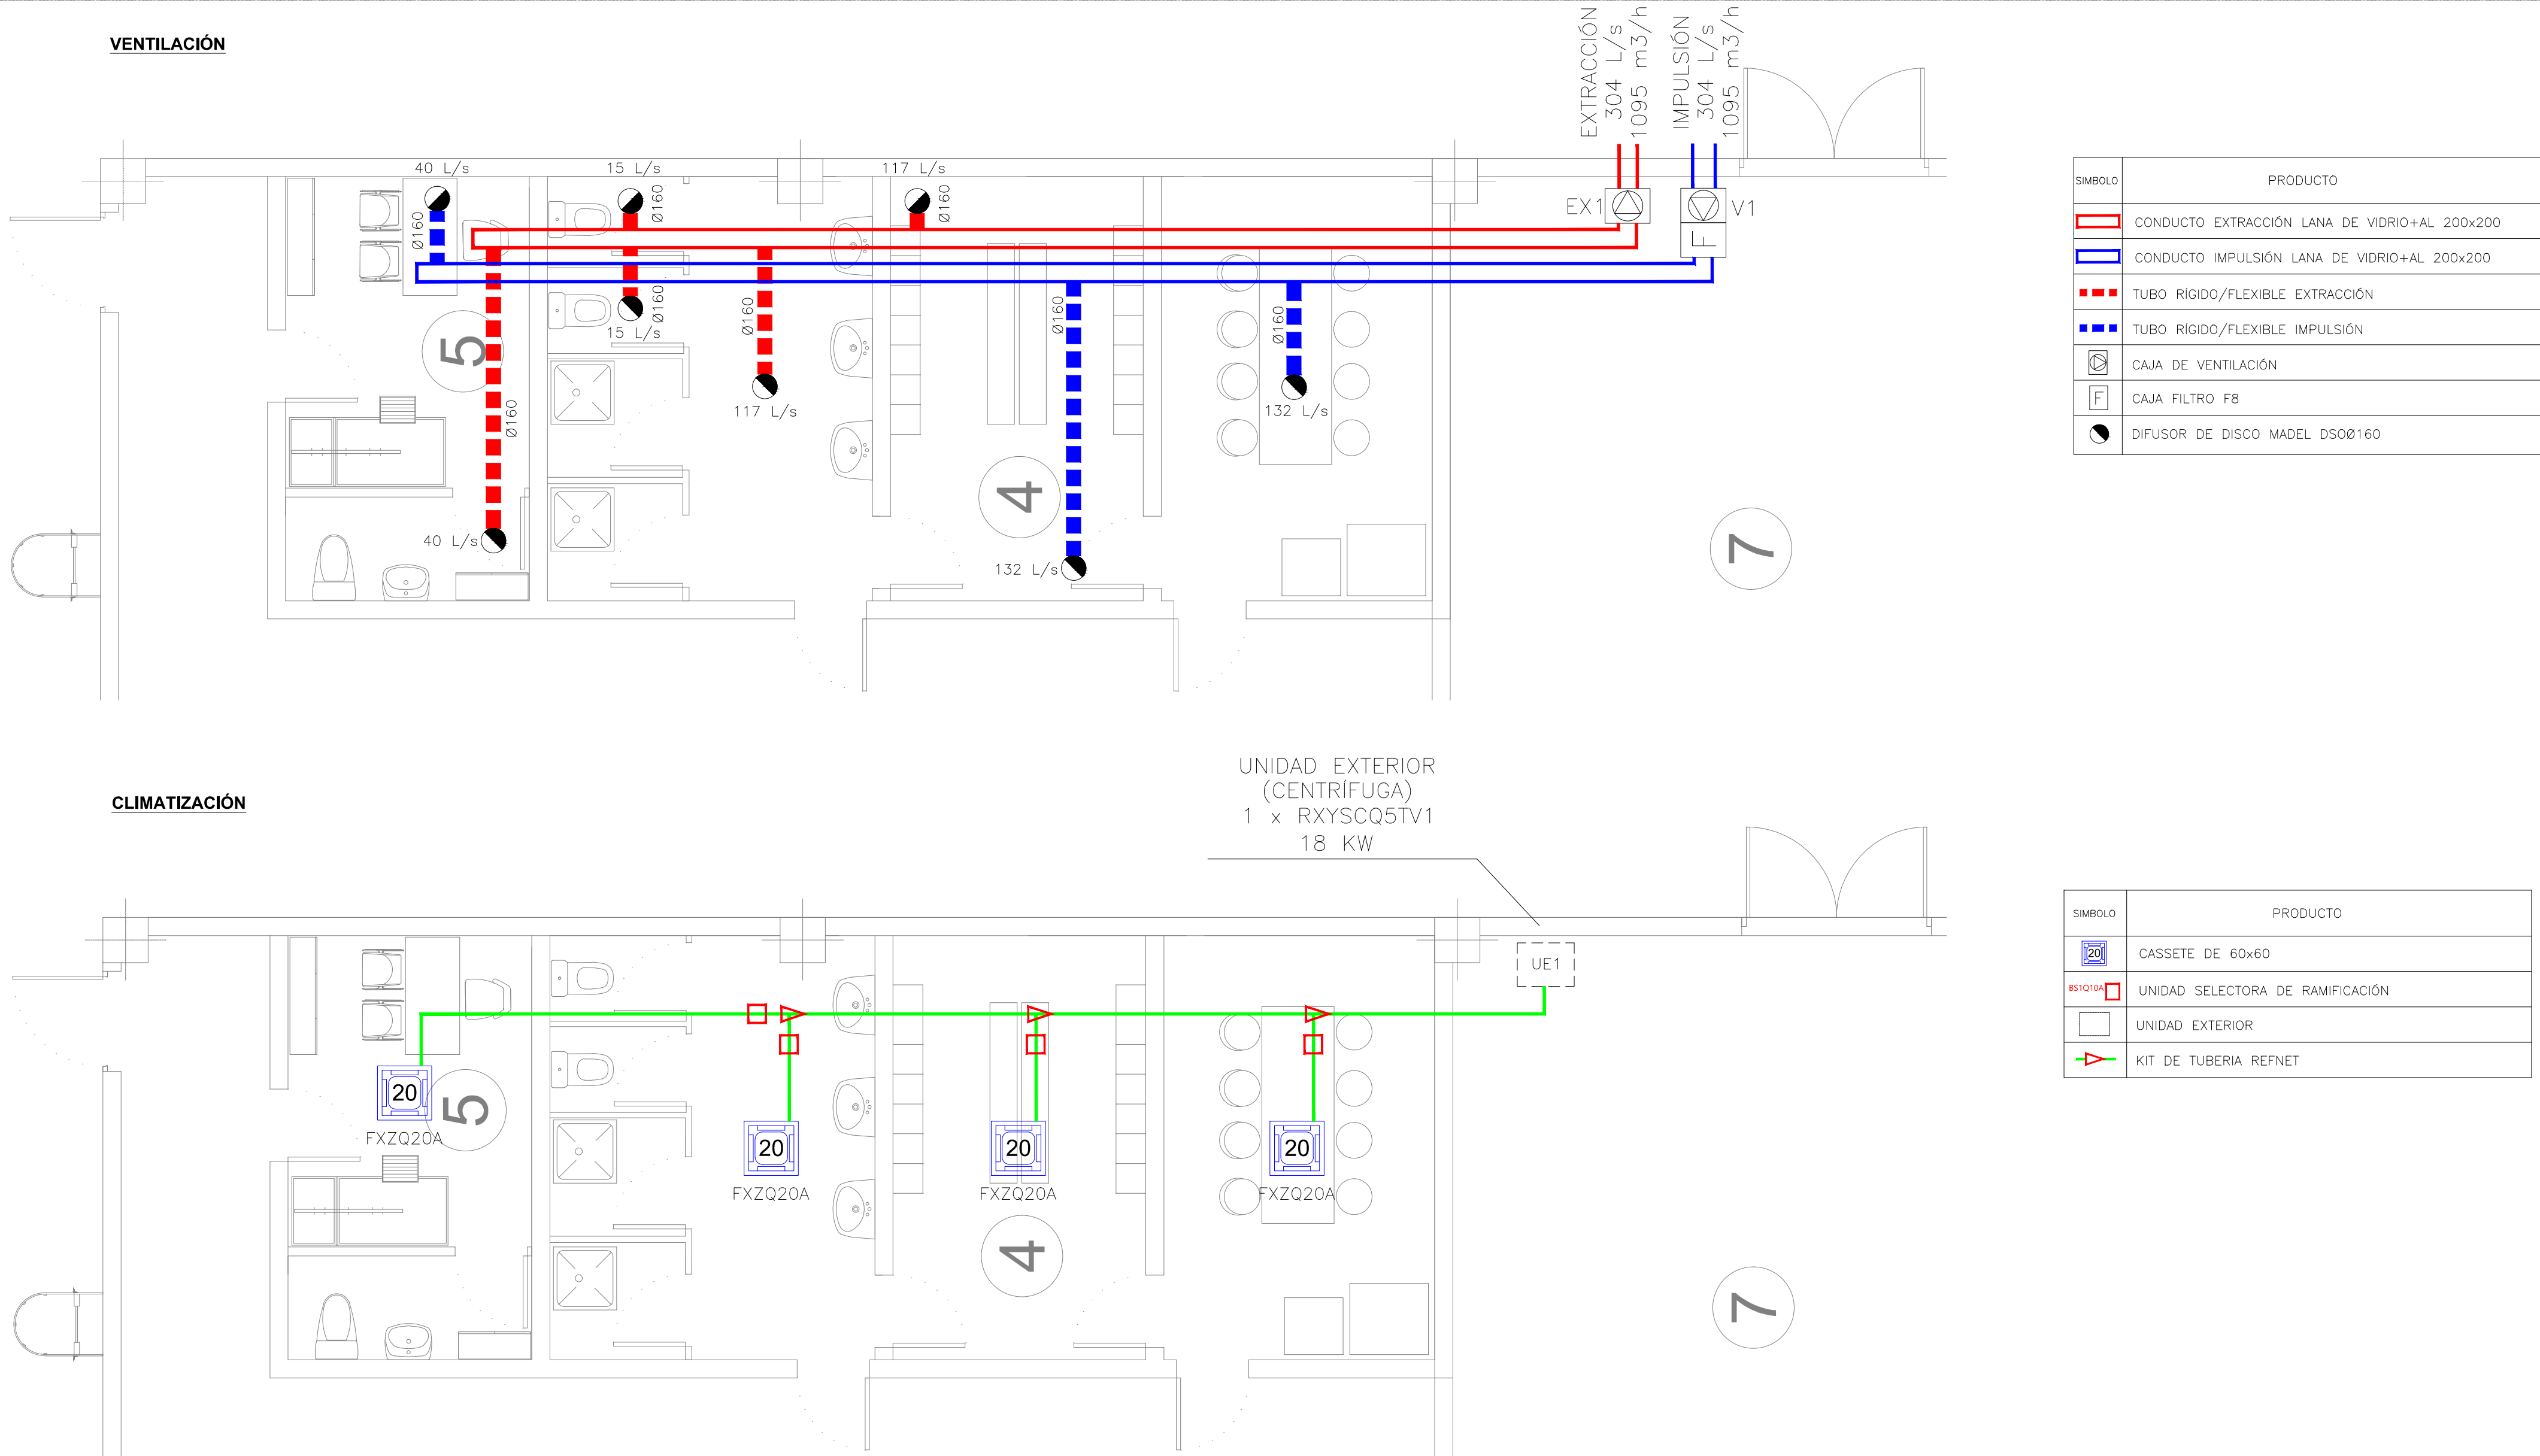 VENTILACIÓN
EXTRACCIÓN
304 L/s
1095 m3/h
IMPULSIÓN
304 L/s
1095 m3/h
40 L/s
15 L/s
117 L/s
Ø160
Ø160
Ø160
EX1
V1
F
Ø160
15 L/s
Ø160
Ø160
Ø160
5
Ø160
117 L/s
132 L/s
4
40 L/s
132 L/s
7
SIMBOLO
PRODUCTO
CONDUCTO EXTRACCIÓN LANA DE VIDRIO+AL 200x200
CONDUCTO IMPULSIÓN LANA DE VIDRIO+AL 200x200
TUBO RÍGIDO/FLEXIBLE EXTRACCIÓN
TUBO RÍGIDO/FLEXIBLE IMPULSIÓN
CAJA DE VENTILACIÓN
F
CAJA FILTRO F8
DIFUSOR DE DISCO MADEL DSOØ160
CLIMATIZACIÓN
UNIDAD EXTERIOR
(CENTRÍFUGA)
1 x RXYSCQ5TV1
18 KW
UE1
20
5
FXZQ20A
20
20
20
FXZQ20A
FXZQ20A
FXZQ20A
4
7
SIMBOLO
PRODUCTO
20
CASSETE DE 60x60
BS1Q10A
UNIDAD SELECTORA DE RAMIFICACIÓN
UNIDAD EXTERIOR
KIT DE TUBERIA REFNET